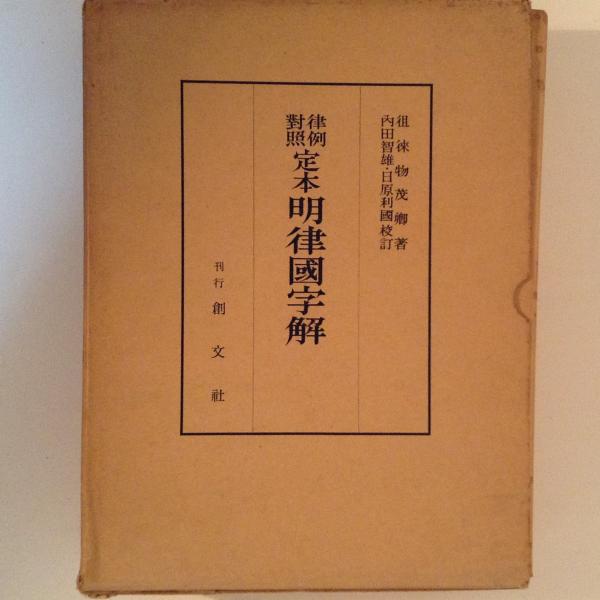 徂徠物茂卿著
内田智雄・日原利國校訂
律例對照 定本明律國字解
刊行 創文社